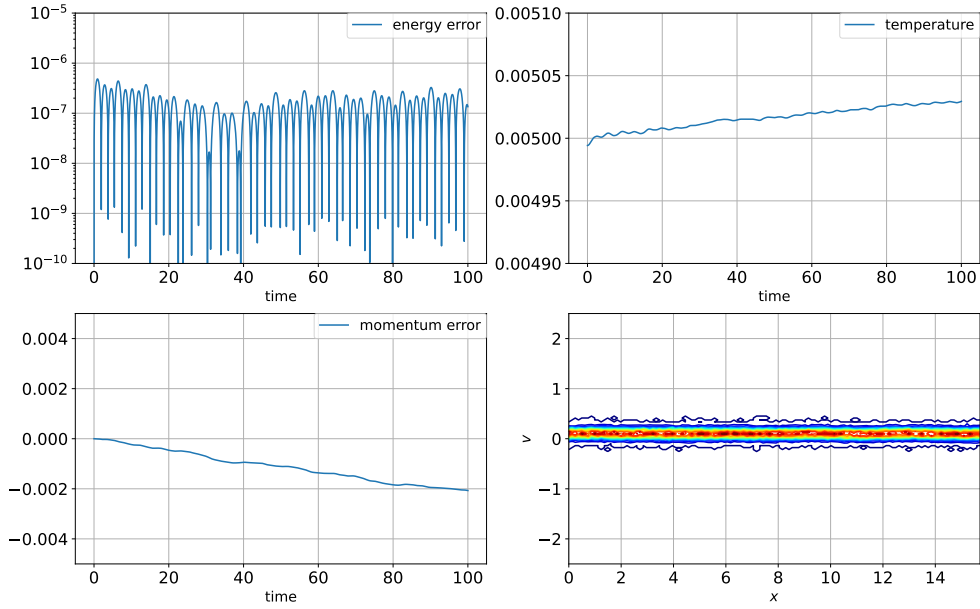 10⁻⁵
10⁻⁶
10⁻⁷
10⁻⁸
10⁻⁹
10⁻¹⁰
energy error
0 20 40 60 80 100
time
0.00510
0.00505
0.00500
0.00495
0.00490
temperature
0 20 40 60 80 100
time
0.004
0.002
0.000
−0.002
−0.004
momentum error
0 20 40 60 80 100
time
2
1
0
−1
−2
v
0 2 4 6 8 10 12 14
x